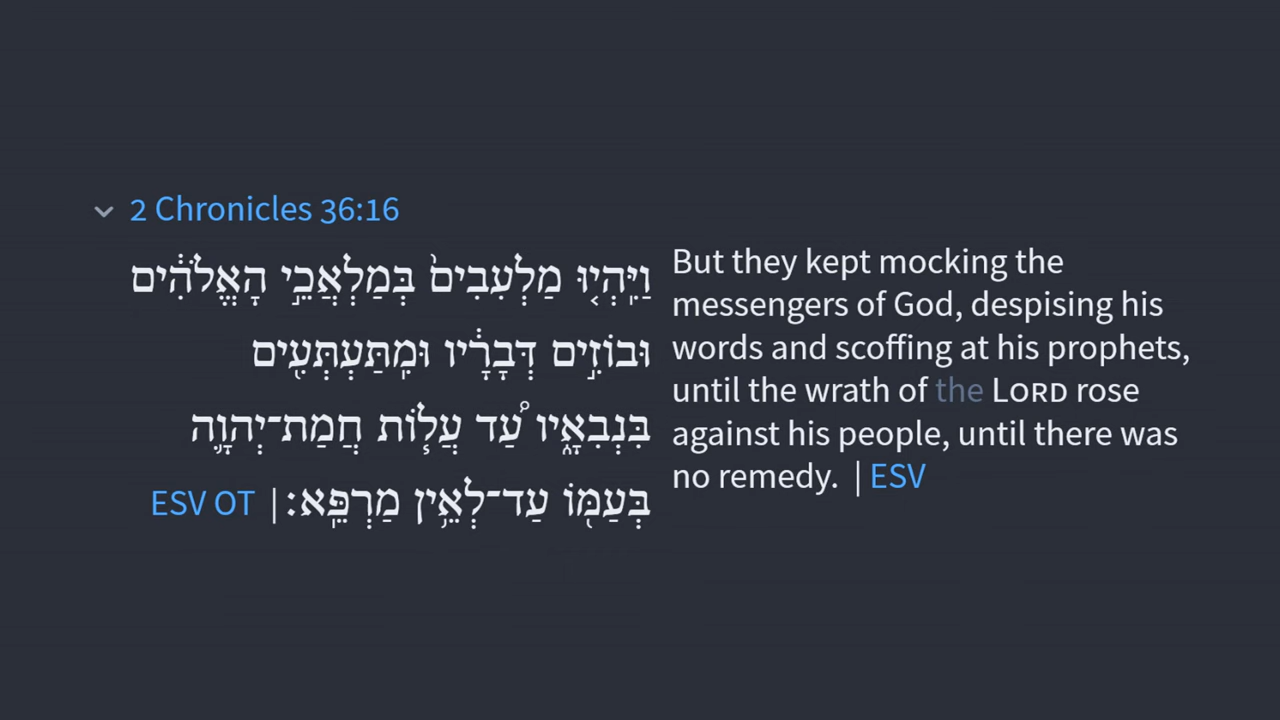 2 Chronicles 36:16
וַיִּֽהְי֤וּ מַלְעִבִים֙ בְּמַלְאֲכֵ֣י הָאֱלֹהִ֔ים
וּבוֹזִ֣ים דְּבָרָ֔יו וּמִֽתַּעְתְּעִ֖ים
בִּנְבִאָ֑יו עַ֠ד עֲל֧וֹת חֲמַת־יְהוָ֛ה
בְּעַמּ֖וֹ עַד־לְאֵ֥ין מַרְפֵּֽא׃ | ESV OT
But they kept mocking the
messengers of God, despising his
words and scoffing at his prophets,
until the wrath of the LORD rose
against his people, until there was
no remedy. | ESV